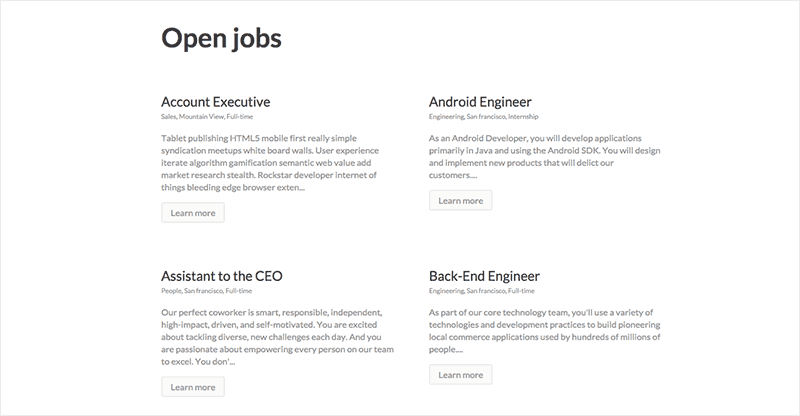 Open jobs
Account Executive
Sales, Mountain View, Full-time
Tablet publishing HTML5 mobile first really simple
syndication meetups white board walls. User experience
iterate algorithm gamification semantic web value add
market research stealth. Rockstar developer internet of
things bleeding edge browser exten...
Learn more
Android Engineer
Engineering, San francisco, Internship
As an Android Developer, you will develop applications
primarily in Java and using the Android SDK. You will design
and implement new products that will delict our
customers....
Learn more
Assistant to the CEO
People, San francisco, Full-time
Our perfect coworker is smart, responsible, independent,
high-impact, driven, and self-motivated. You are excited
about tackling diverse, new challenges each day. And you
are passionate about empowering every person on our team
to excel. You don'...
Learn more
Back-End Engineer
Engineering, San francisco, Full-time
As part of our core technology team, you'll use a variety of
technologies and development practices to build pioneering
local commerce applications used by hundreds of millions of
people....
Learn more